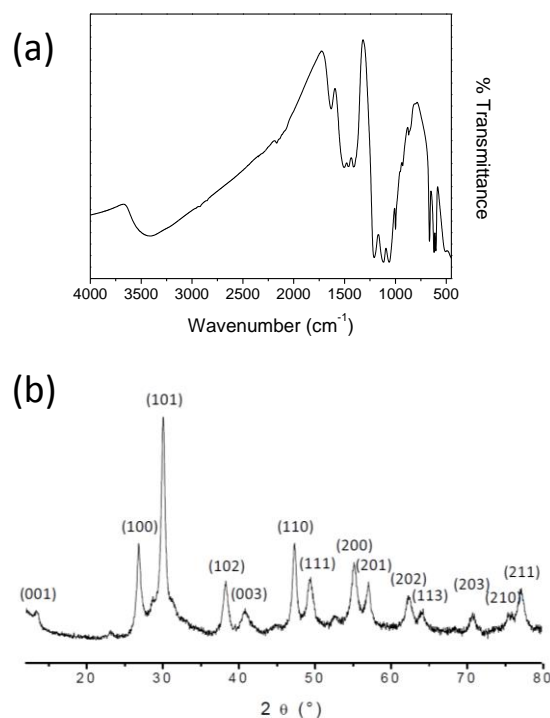 (a)
% Transmittance
4000 3500 3000 2500 2000 1500 1000 500
Wavenumber (cm⁻¹)
(b)
(101)
(100)
(110)
(200)
(102)
(111)
(201)
(211)
(001)
(003)
(202)
(203)
(113)
(210)
20 30 40 50 60 70 80
2 θ (°)